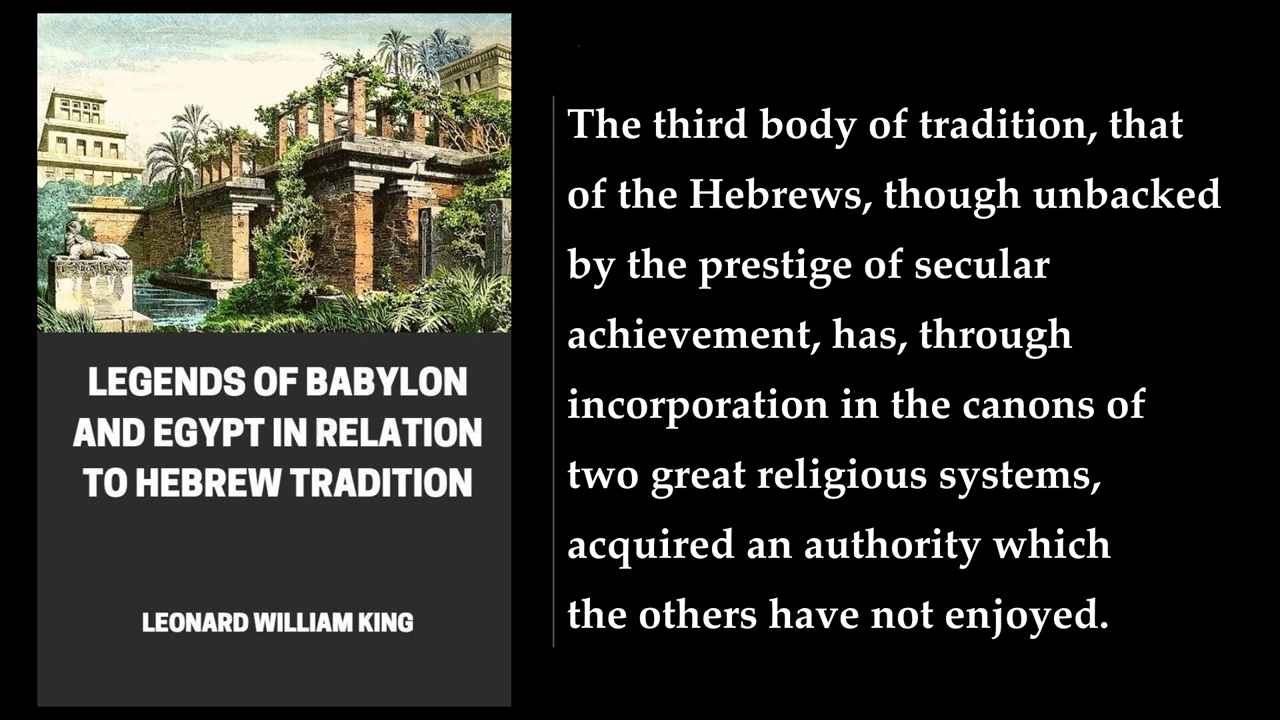 LEGENDS OF BABYLON
AND EGYPT IN RELATION
TO HEBREW TRADITION
LEONARD WILLIAM KING
The third body of tradition, that
of the Hebrews, though unbacked
by the prestige of secular
achievement, has, through
incorporation in the canons of
two great religious systems,
acquired an authority which
the others have not enjoyed.